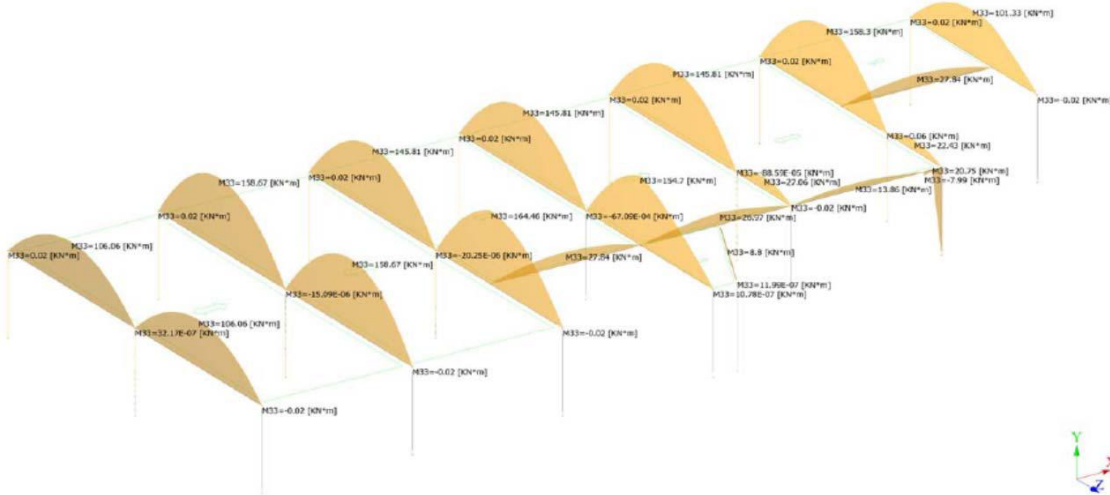 M33=101.33 [KN*m]
M33=0.02 [KN*m]
M33=158.3 [KN*m]
M33=0.02 [KN*m]
M33=145.81 [KN*m]
M33=27.84 [KN*m]
M33=0.02 [KN*m]
M33=-0.02 [KN*m]
M33=145.81 [KN*m]
M33=0.02 [KN*m]
M33=0.06 [KN*m]
M33=145.81 [KN*m]
M33=22.43 [KN*m]
M33=0.02 [KN*m]
M33=20.75 [KN*m]
M33=-88.59E-05 [KN*m]
M33=-7.99 [KN*m]
M33=158.67 [KN*m]
M33=154.7 [KN*m]
M33=27.06 [KN*m]
M33=13.86 [KN*m]
M33=-0.02 [KN*m]
M33=0.02 [KN*m]
M33=164.46 [KN*m]
M33=-67.09E-04 [KN*m]
M33=106.06 [KN*m]
M33=0.02 [KN*m]
M33=-20.25E-06 [KN*m]
M33=8.8 [KN*m]
M33=158.67 [KN*m]
M33=27.84 [KN*m]
M33=11.99E-07 [KN*m]
M33=-15.09E-06 [KN*m]
M33=10.78E-07 [KN*m]
M33=106.06 [KN*m]
M33=32.17E-07 [KN*m]
M33=-0.02 [KN*m]
M33=-0.02 [KN*m]
M33=-0.02 [KN*m]
Y
X
Z